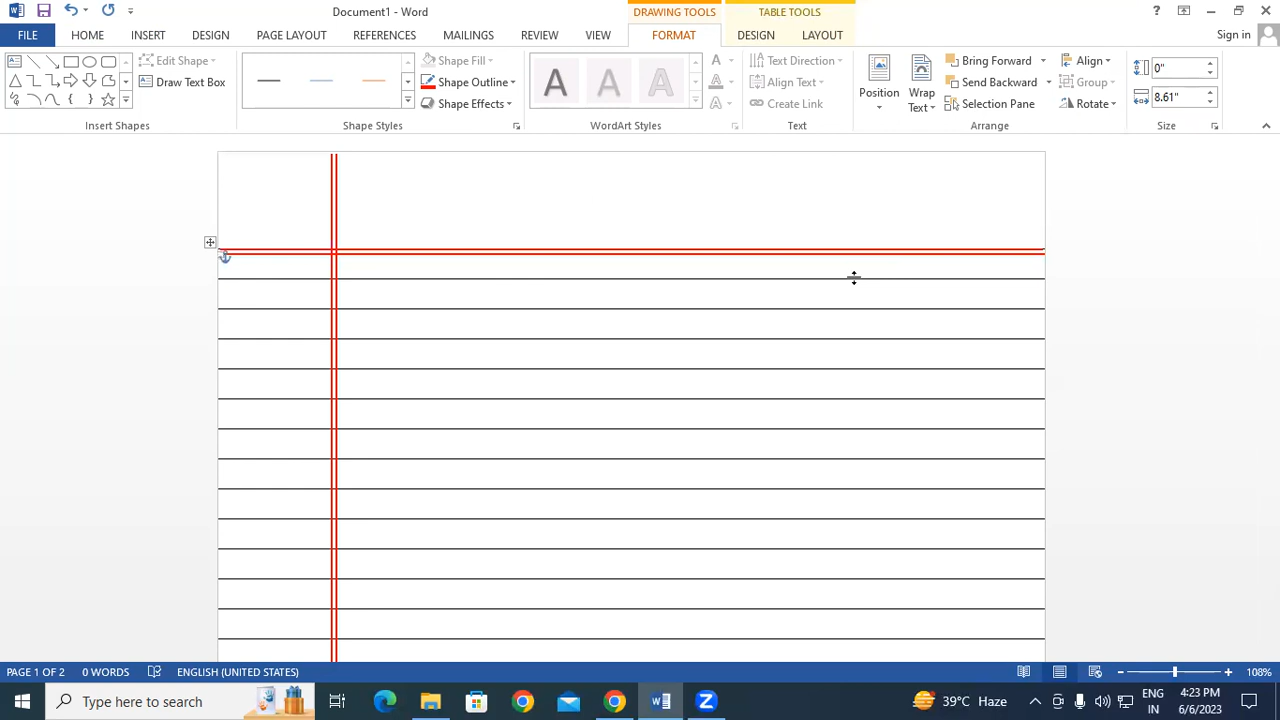 Document1 - Word
DRAWING TOOLS
TABLE TOOLS
?
FILE
HOME
INSERT
DESIGN
PAGE LAYOUT
REFERENCES
MAILINGS
REVIEW
VIEW
FORMAT
DESIGN
LAYOUT
Sign in
Edit Shape
Draw Text Box
Insert Shapes
Shape Fill
Shape Outline
Shape Effects
Shape Styles
A A A
WordArt Styles
Text Direction
Align Text
Create Link
Text
Position
Wrap
Text
Bring Forward
Send Backward
Selection Pane
Align
Group
Rotate
Arrange
0"
8.61"
Size
PAGE 1 OF 2
0 WORDS
ENGLISH (UNITED STATES)
108%
Type here to search
39°C Haze
ENG
IN
4:23 PM
6/6/2023